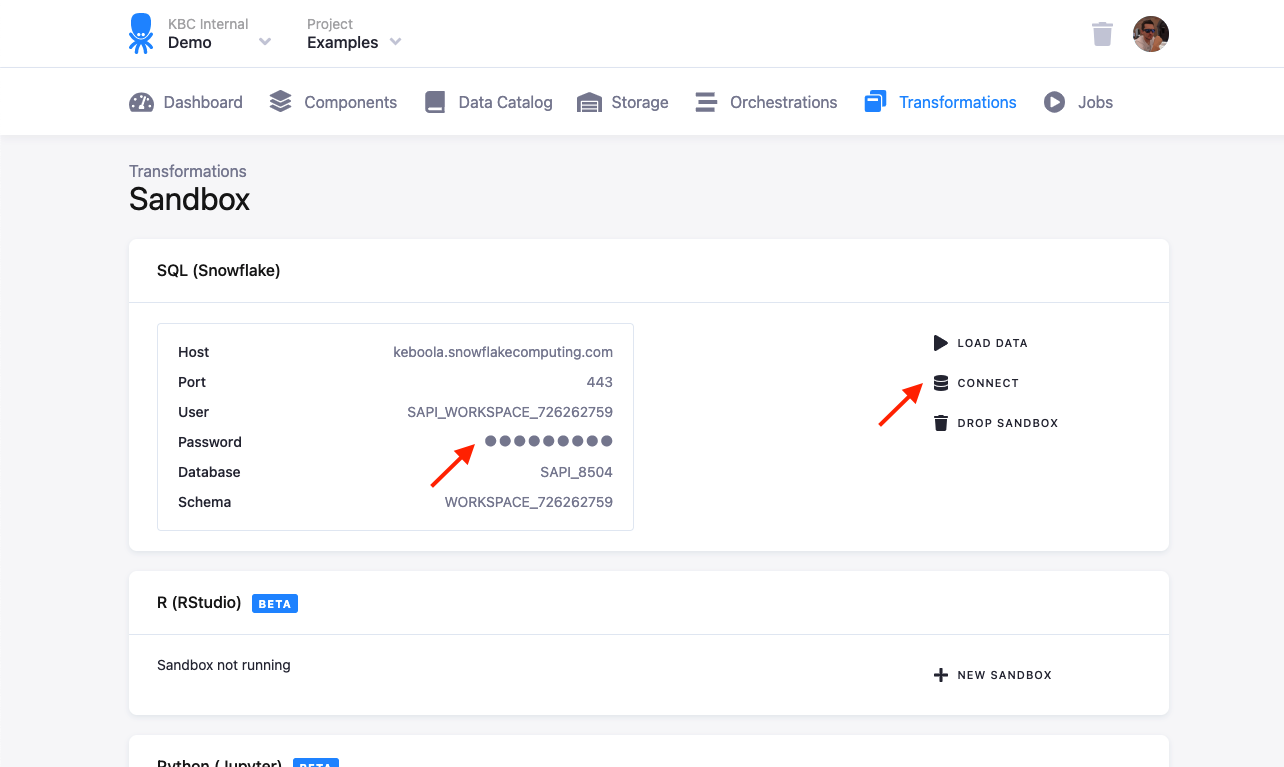 KBC Internal
Demo
Project
Examples
Dashboard Components Data Catalog Storage Orchestrations Transformations Jobs
Transformations
Sandbox
SQL (Snowflake)
Host keboola.snowflakecomputing.com
Port 443
User SAPI_WORKSPACE_726262759
Password ●●●●●●●●●
Database SAPI_8504
Schema WORKSPACE_726262759
LOAD DATA
CONNECT
DROP SANDBOX
R (RStudio) BETA
Sandbox not running
NEW SANDBOX
Python (Jupyter) BETA